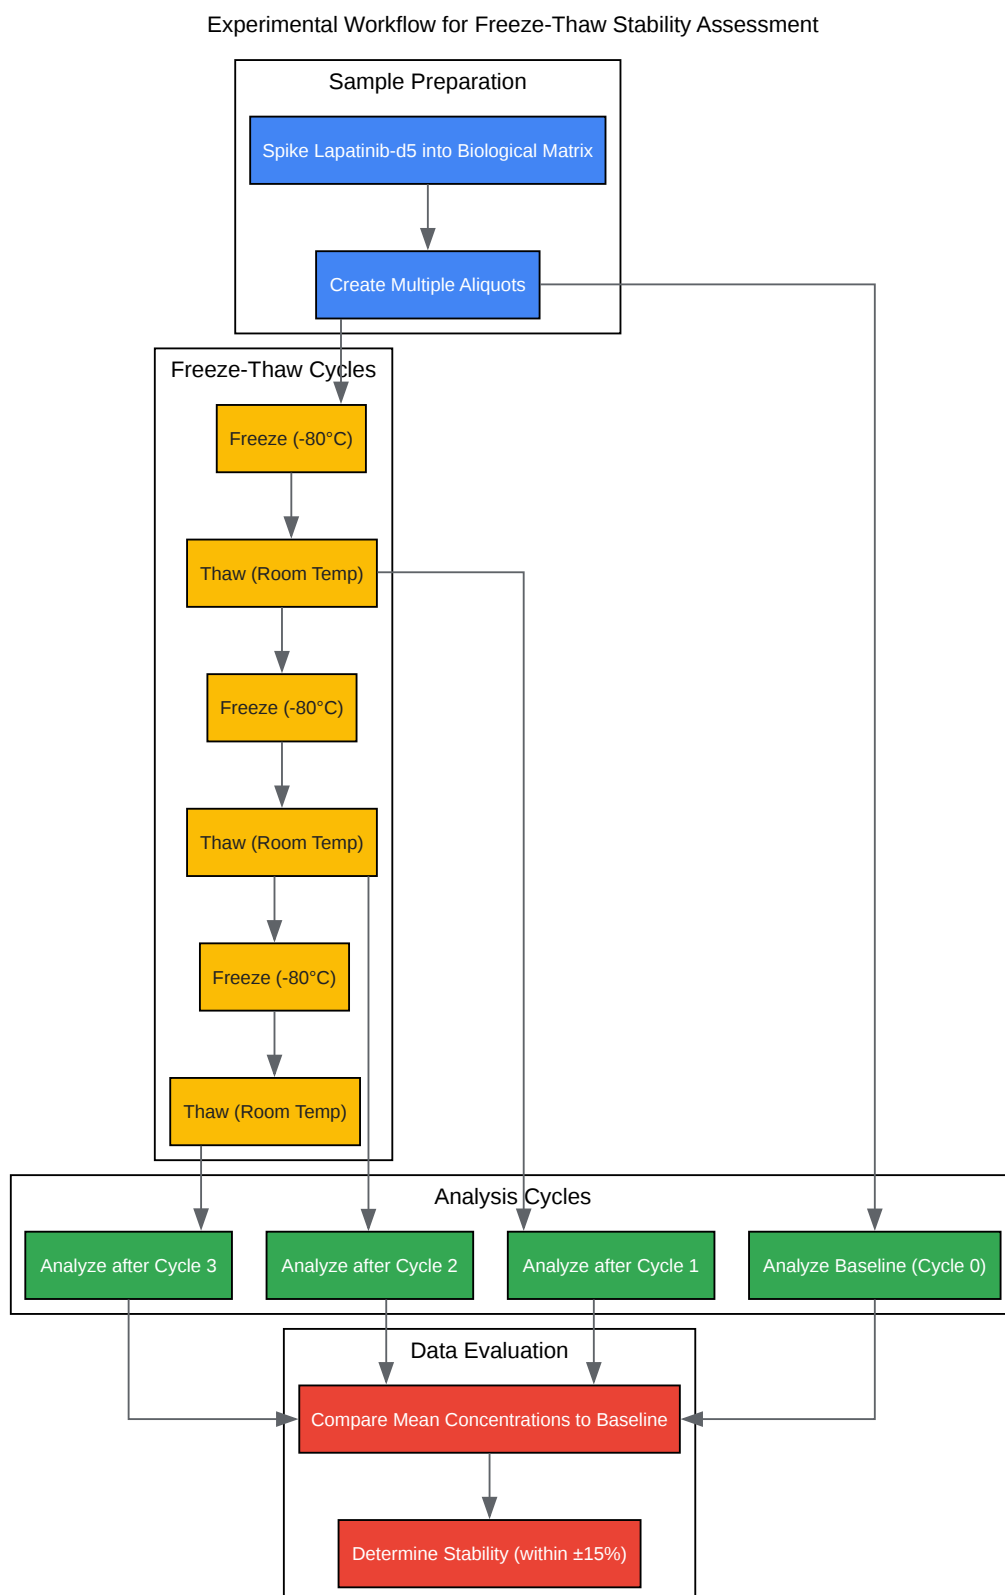 Experimental Workflow for Freeze-Thaw Stability Assessment
Sample Preparation
Spike Lapatinib-d5 into Biological Matrix
Create Multiple Aliquots
Freeze-Thaw Cycles
Freeze (-80°C)
Thaw (Room Temp)
Freeze (-80°C)
Thaw (Room Temp)
Freeze (-80°C)
Thaw (Room Temp)
Analysis Cycles
Analyze after Cycle 3
Analyze after Cycle 2
Analyze after Cycle 1
Analyze Baseline (Cycle 0)
Data Evaluation
Compare Mean Concentrations to Baseline
Determine Stability (within ±15%)